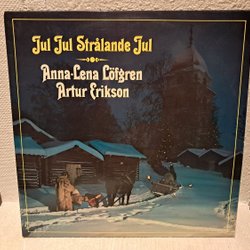 Jul Jul Strålande Jul
Anna-Lena Löfgren
Artur Erikson